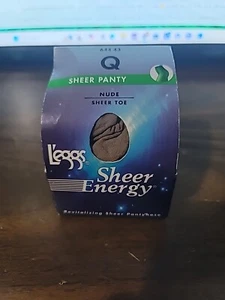 Q
SHEER PANTY
NUDE
SHEER TOE
L'eggs
Sheer
Energy
Revitalizing Sheer Pantyhose